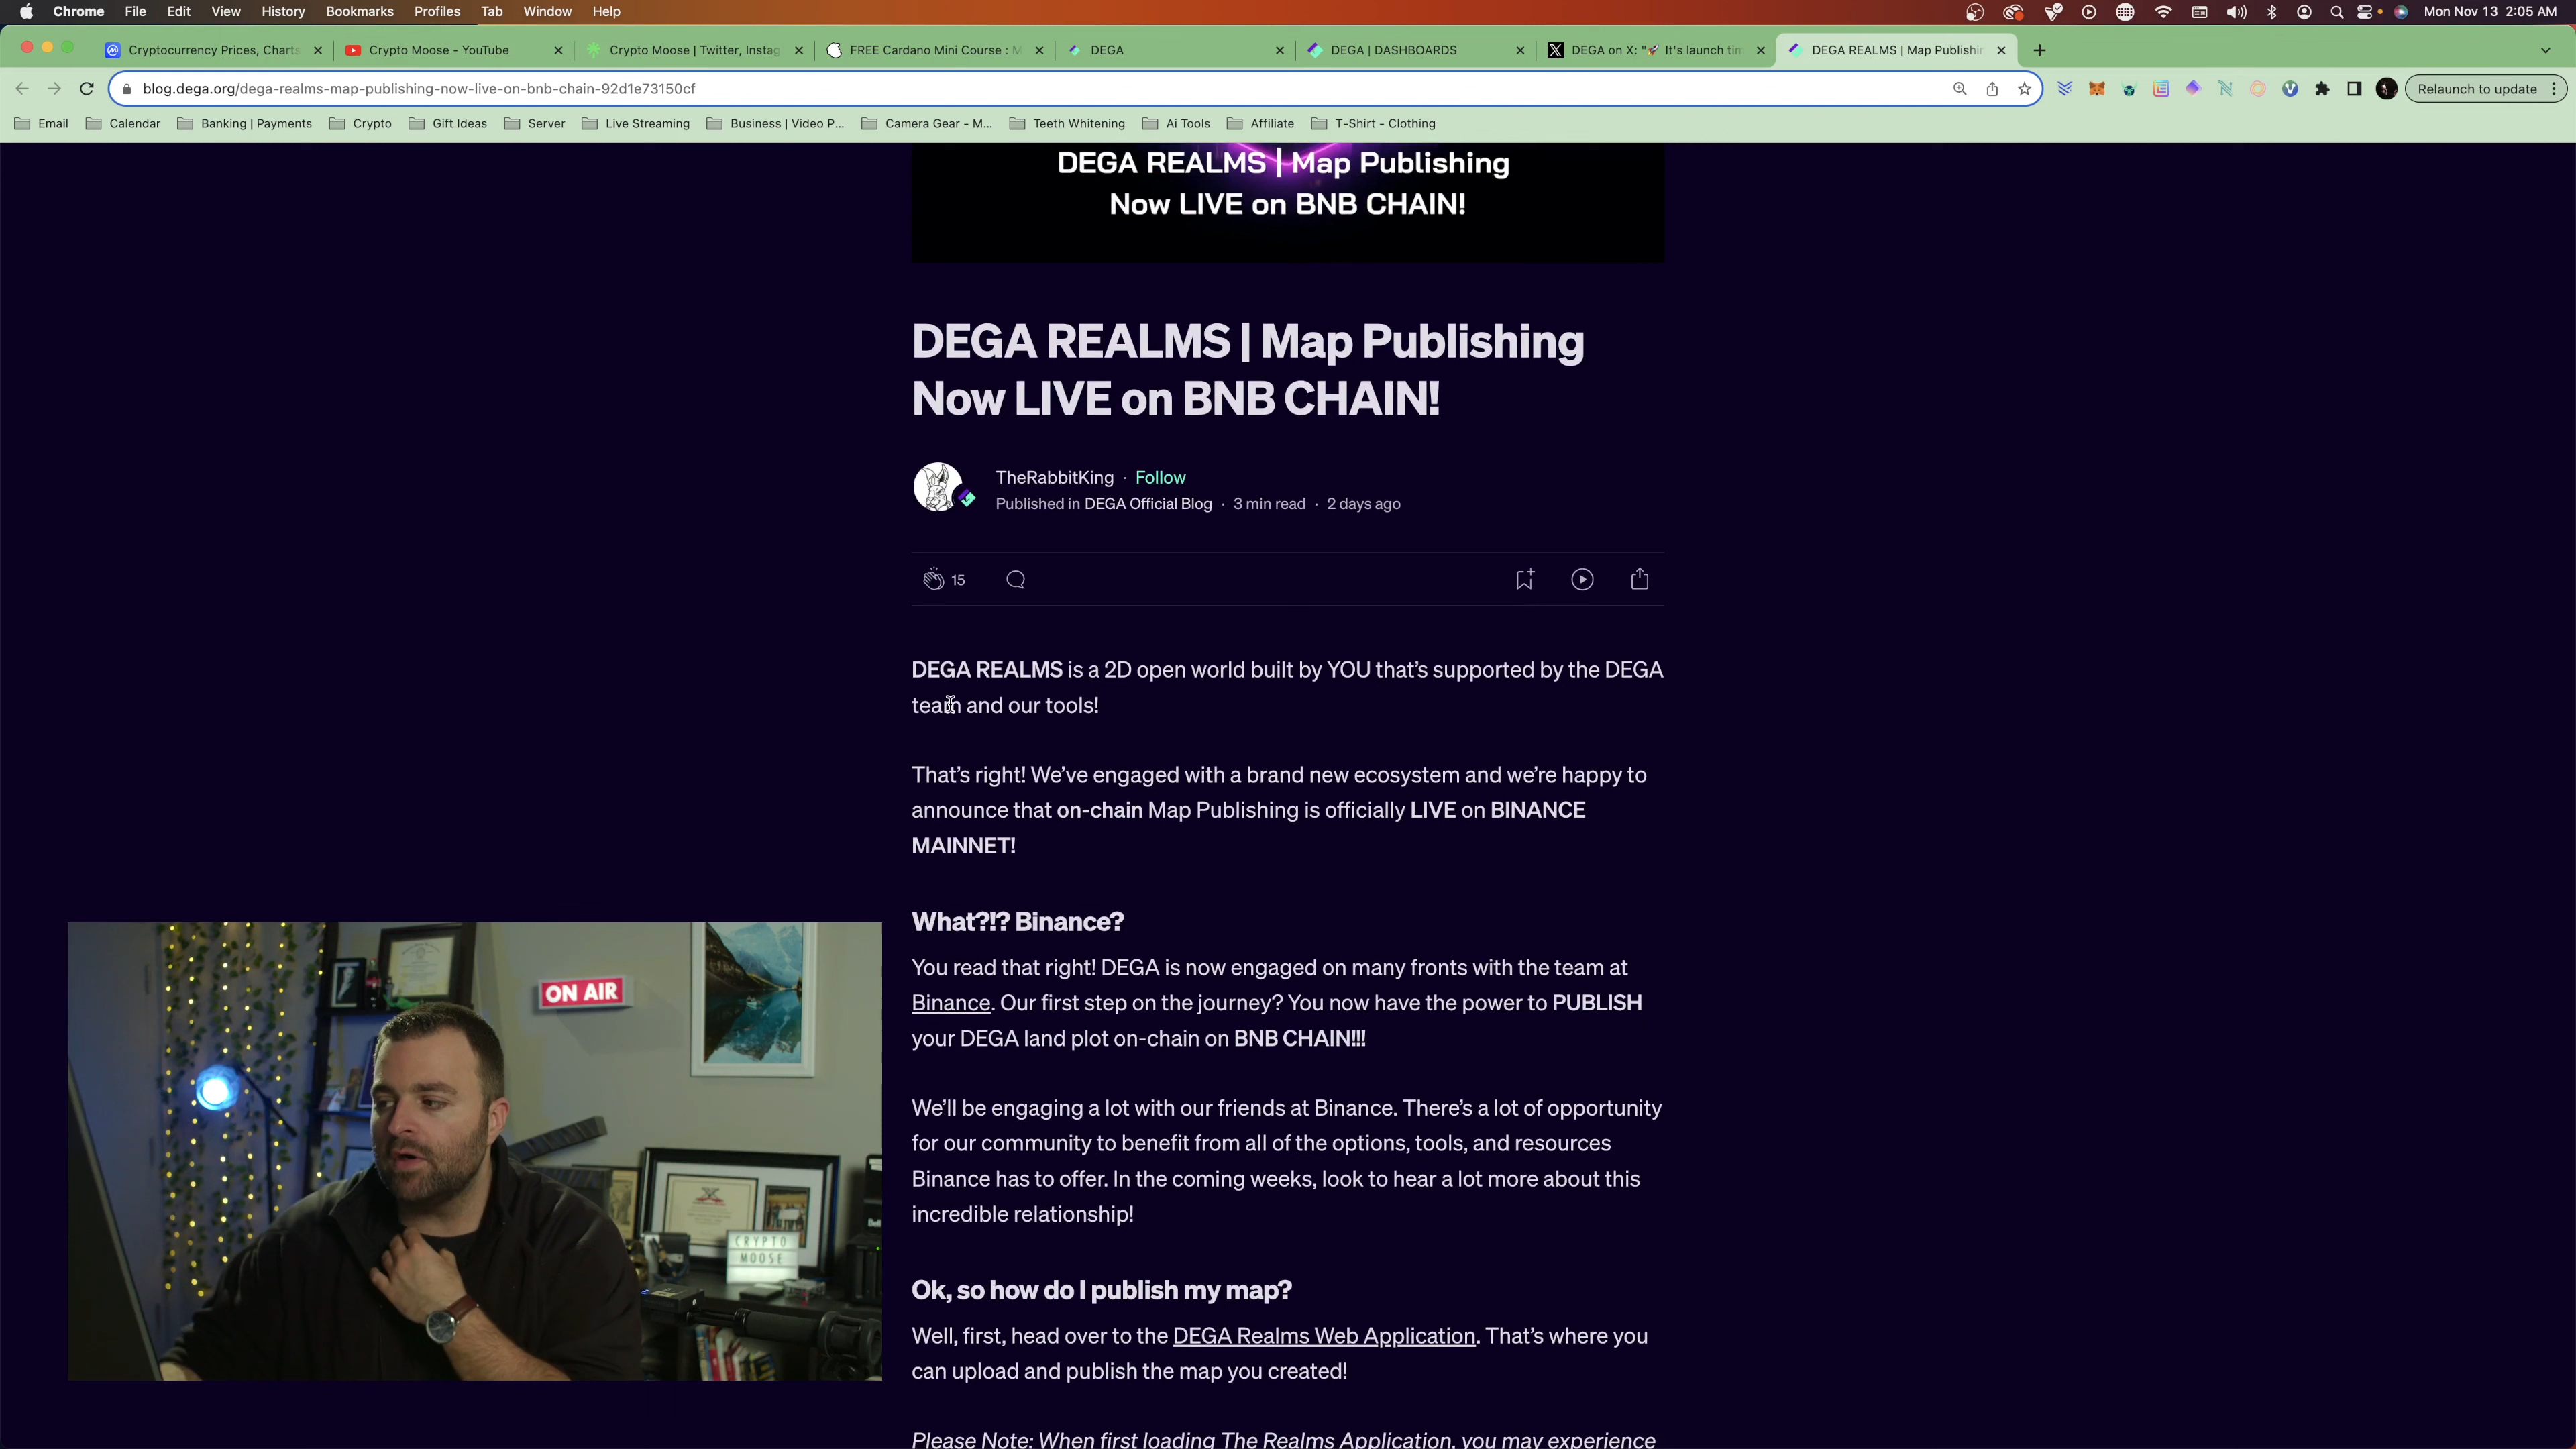 Chrome File Edit View History Bookmarks Profiles Tab Window Help Mon Nov 13 2:05 AM
Cryptocurrency Prices, Charts Crypto Moose - YouTube Crypto Moose | Twitter, Instag FREE Cardano Mini Course : M DEGA DEGA | DASHBOARDS DEGA on X: "🚀 It's launch tim DEGA REALMS | Map Publishin
blog.dega.org/dega-realms-map-publishing-now-live-on-bnb-chain-92d1e73150cf Relaunch to update
Email Calendar Banking | Payments Crypto Gift Ideas Server Live Streaming Business | Video P... Camera Gear - M... Teeth Whitening Ai Tools Affiliate T-Shirt - Clothing
DEGA REALMS | Map Publishing
Now LIVE on BNB CHAIN!
DEGA REALMS | Map Publishing
Now LIVE on BNB CHAIN!
TheRabbitKing · Follow
Published in DEGA Official Blog · 3 min read · 2 days ago
15
DEGA REALMS is a 2D open world built by YOU that's supported by the DEGA
team and our tools!
That's right! We've engaged with a brand new ecosystem and we're happy to
announce that on-chain Map Publishing is officially LIVE on BINANCE
MAINNET!
What?!? Binance?
You read that right! DEGA is now engaged on many fronts with the team at
Binance. Our first step on the journey? You now have the power to PUBLISH
your DEGA land plot on-chain on BNB CHAIN!!!
We'll be engaging a lot with our friends at Binance. There's a lot of opportunity
for our community to benefit from all of the options, tools, and resources
Binance has to offer. In the coming weeks, look to hear a lot more about this
incredible relationship!
Ok, so how do I publish my map?
Well, first, head over to the DEGA Realms Web Application. That's where you
can upload and publish the map you created!
Please Note: When first loading The Realms Application, you may experience
ON AIR
CRYPTO
MOOSE
Bell